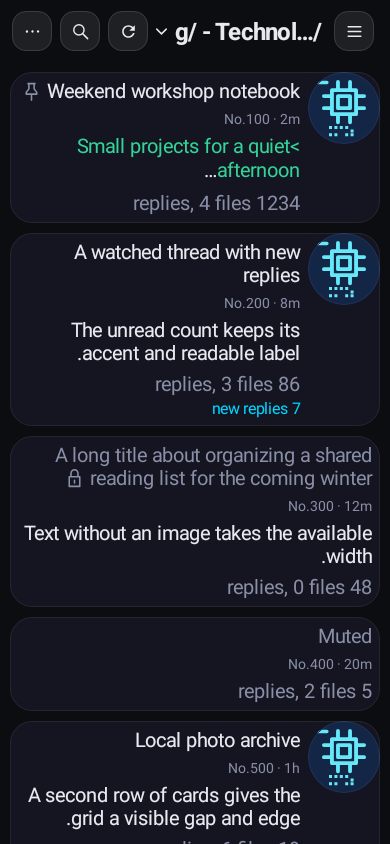 g/ - Technol.../
Weekend workshop notebook
No.100 · 2m
Small projects for a quiet<
...afternoon
replies, 4 files 1234
A watched thread with new
replies
No.200 · 8m
The unread count keeps its
.accent and readable label
replies, 3 files 86
new replies 7
A long title about organizing a shared
reading list for the coming winter
No.300 · 12m
Text without an image takes the available
.width
replies, 0 files 48
Muted
No.400 · 20m
replies, 2 files 5
Local photo archive
No.500 · 1h
A second row of cards gives the
.grid a visible gap and edge